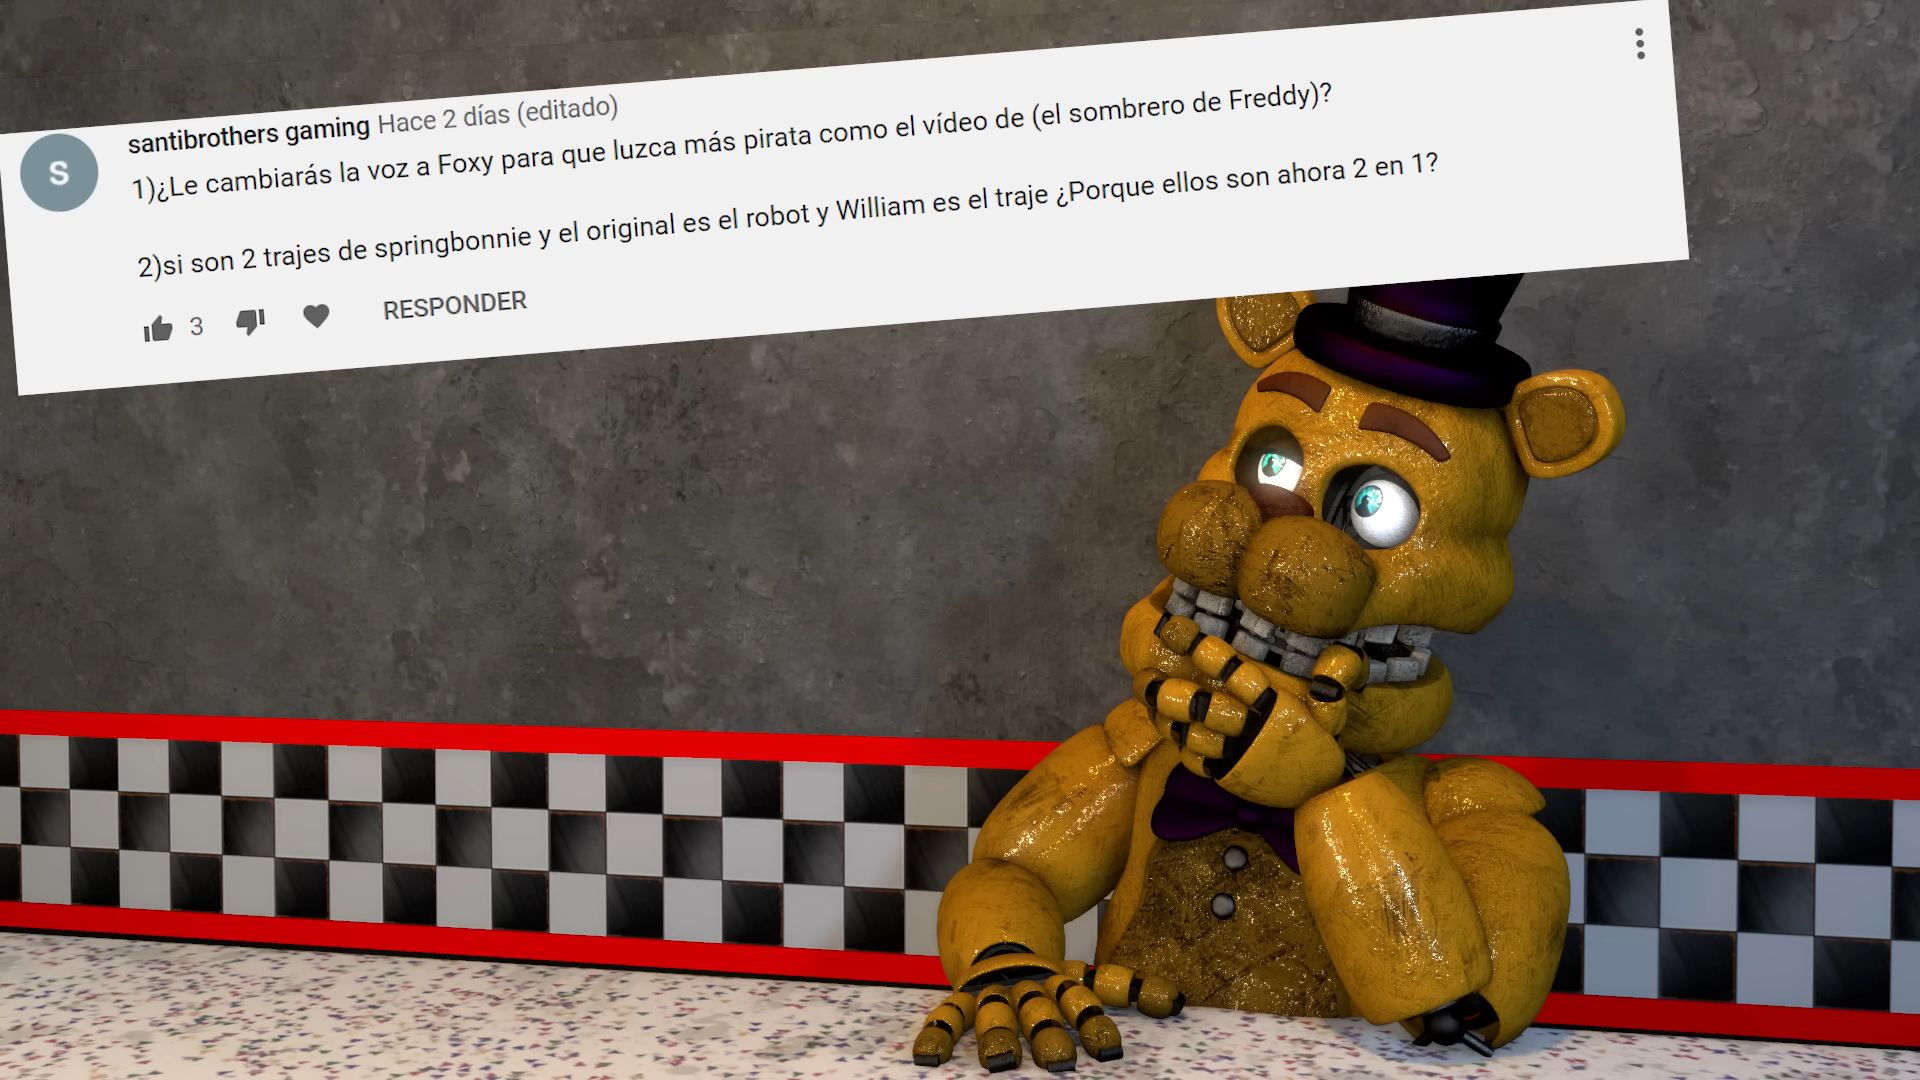 S
santibrothers gaming Hace 2 días (editado)
1)¿Le cambiarás la voz a Foxy para que luzca más pirata como el vídeo de (el sombrero de Freddy)?
2)si son 2 trajes de springbonnie y el original es el robot y William es el traje ¿Porque ellos son ahora 2 en 1?
3
RESPONDER